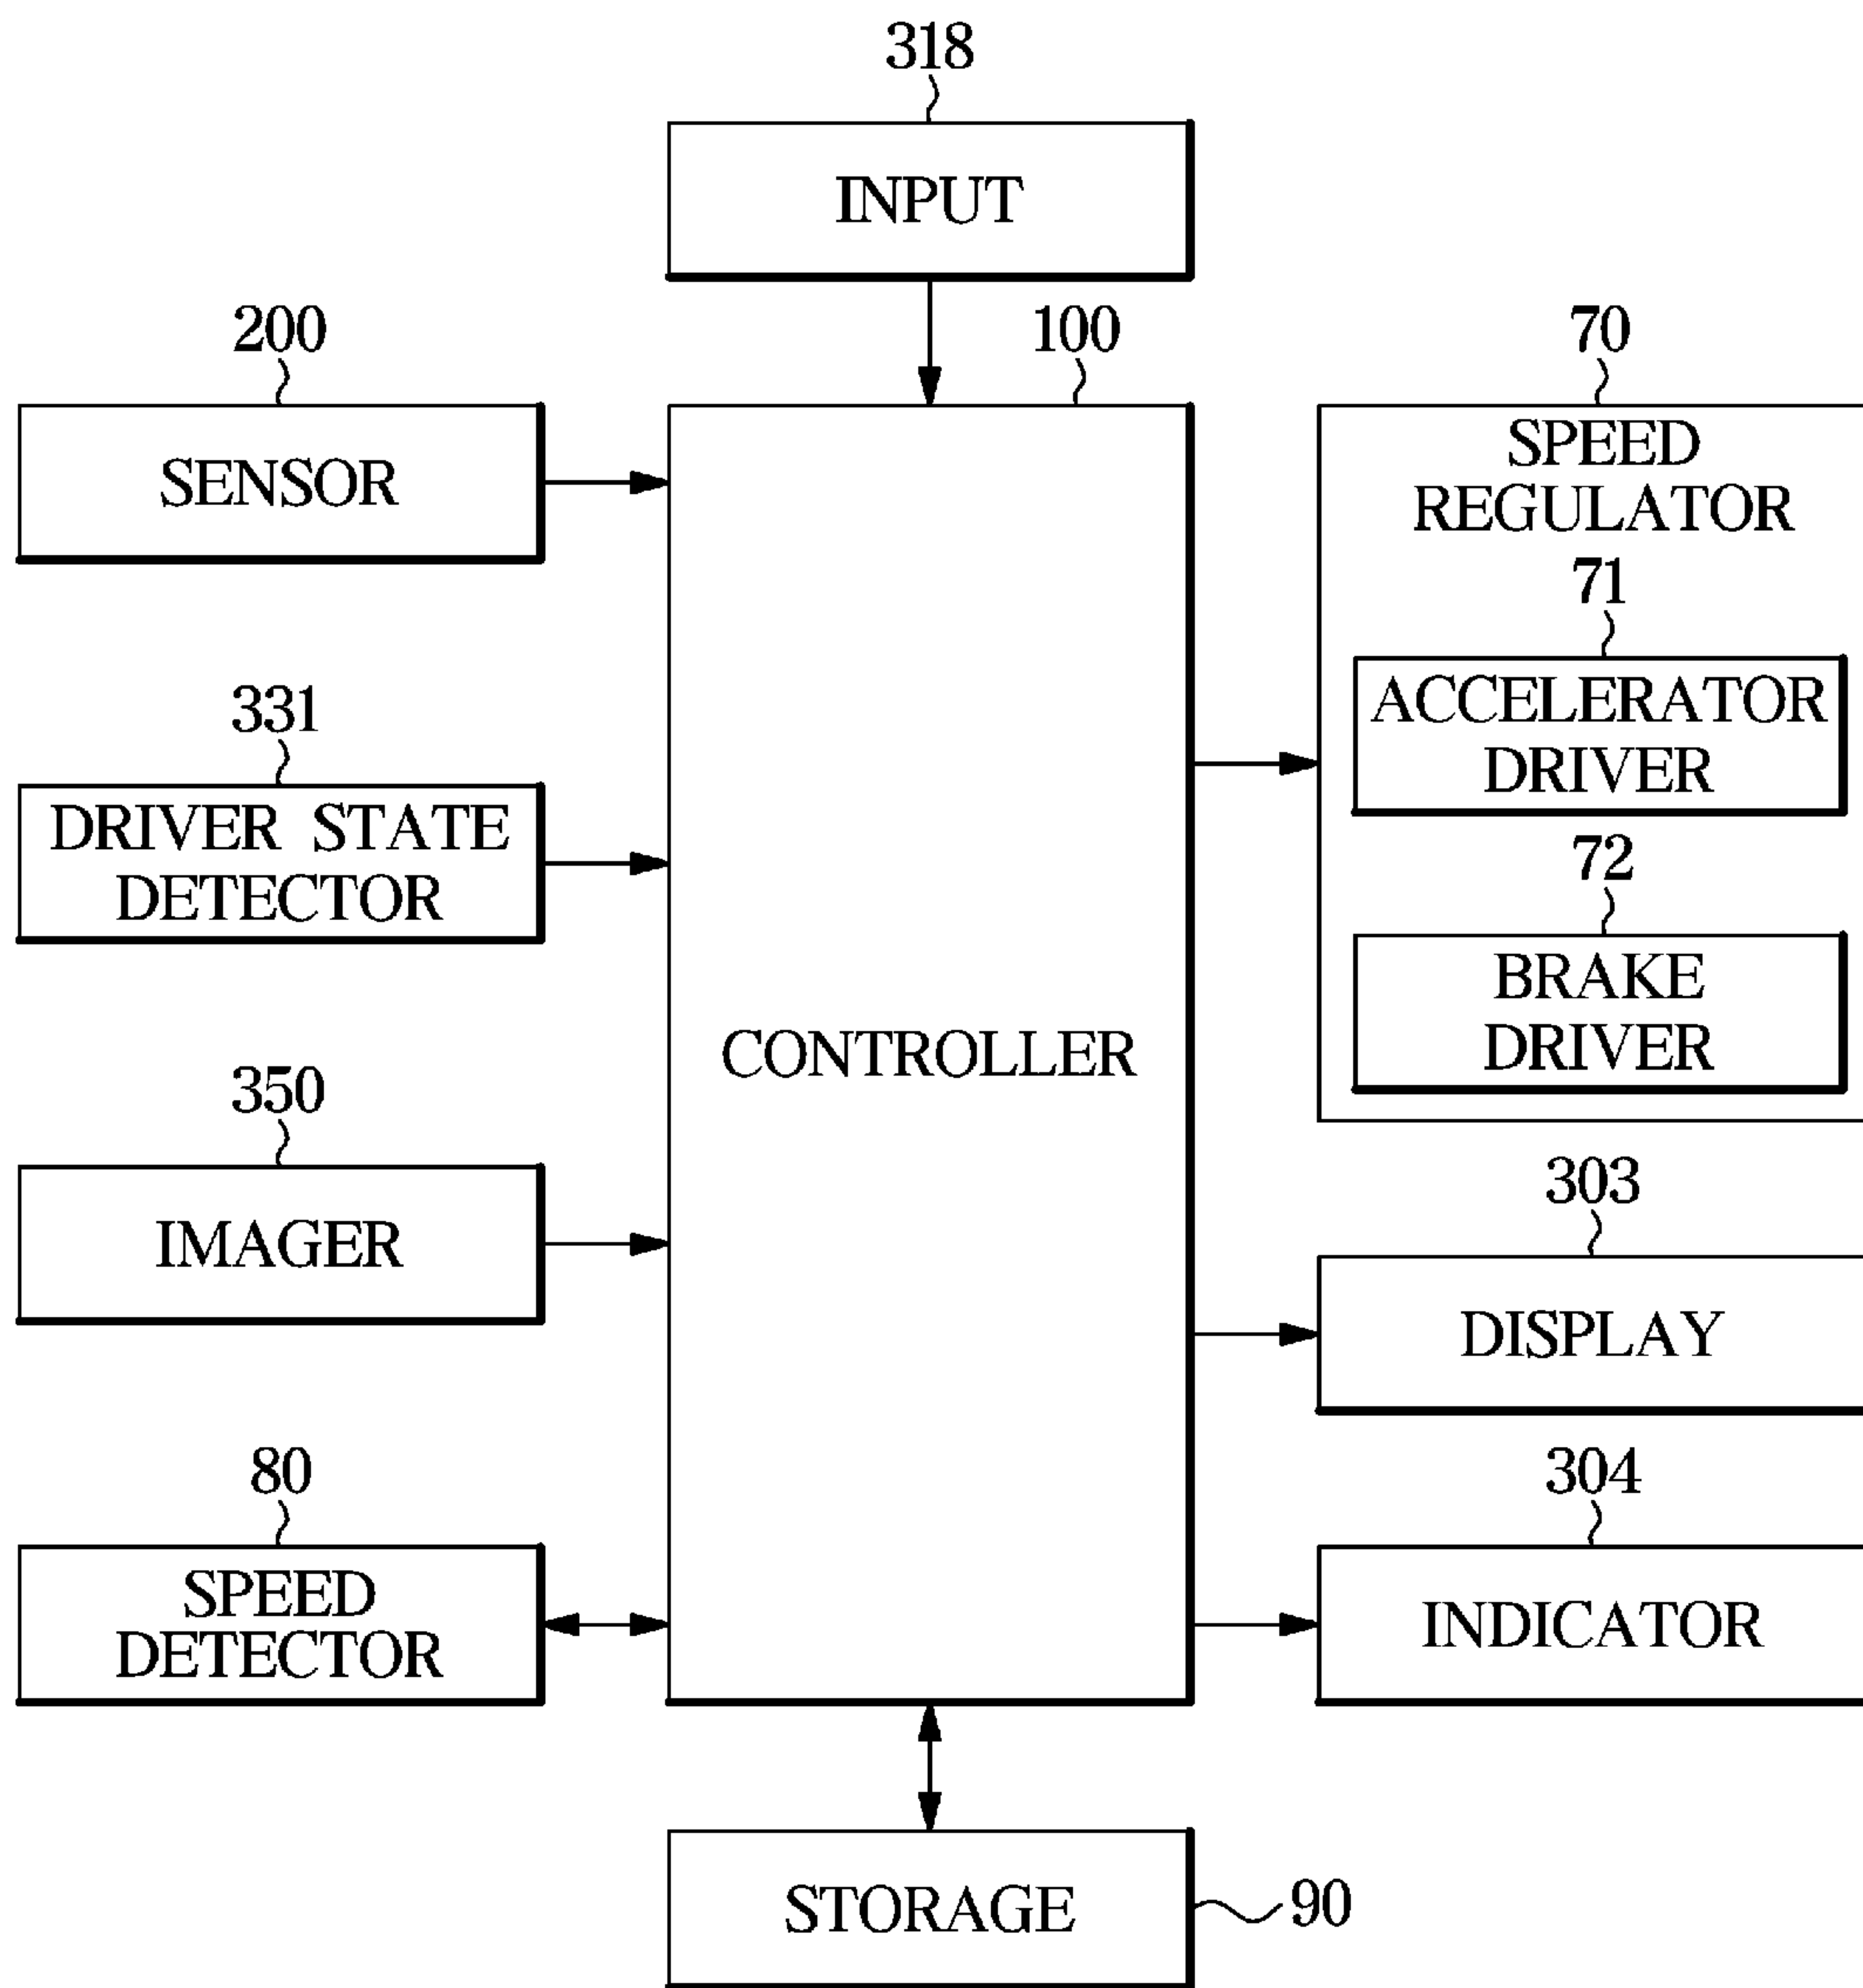 318
INPUT
200
SENSOR
100
CONTROLLER
70
SPEED
REGULATOR
71
ACCELERATOR
DRIVER
72
BRAKE
DRIVER
331
DRIVER STATE
DETECTOR
350
IMAGER
303
DISPLAY
80
SPEED
DETECTOR
304
INDICATOR
STORAGE
90